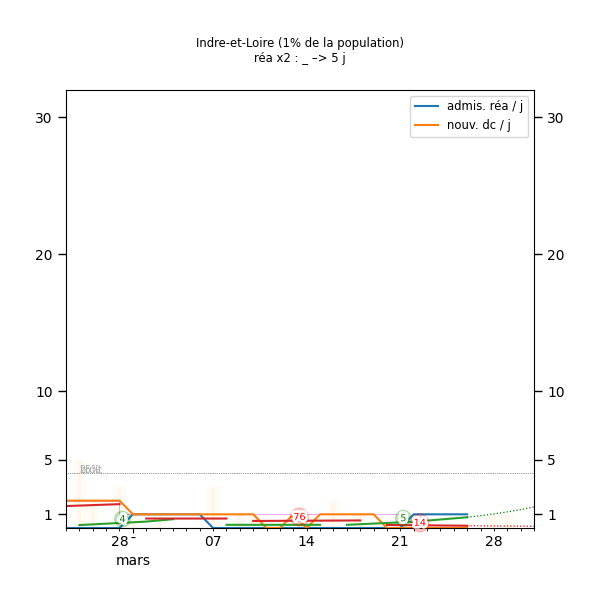 Indre-et-Loire (1% de la population)
réa x2 : _ –> 5 j
admis. réa / j
nouv. dc / j
30 30
20 20
10 10
5 5
1 1
4
76
5
14
28 07 14 21 28
mars